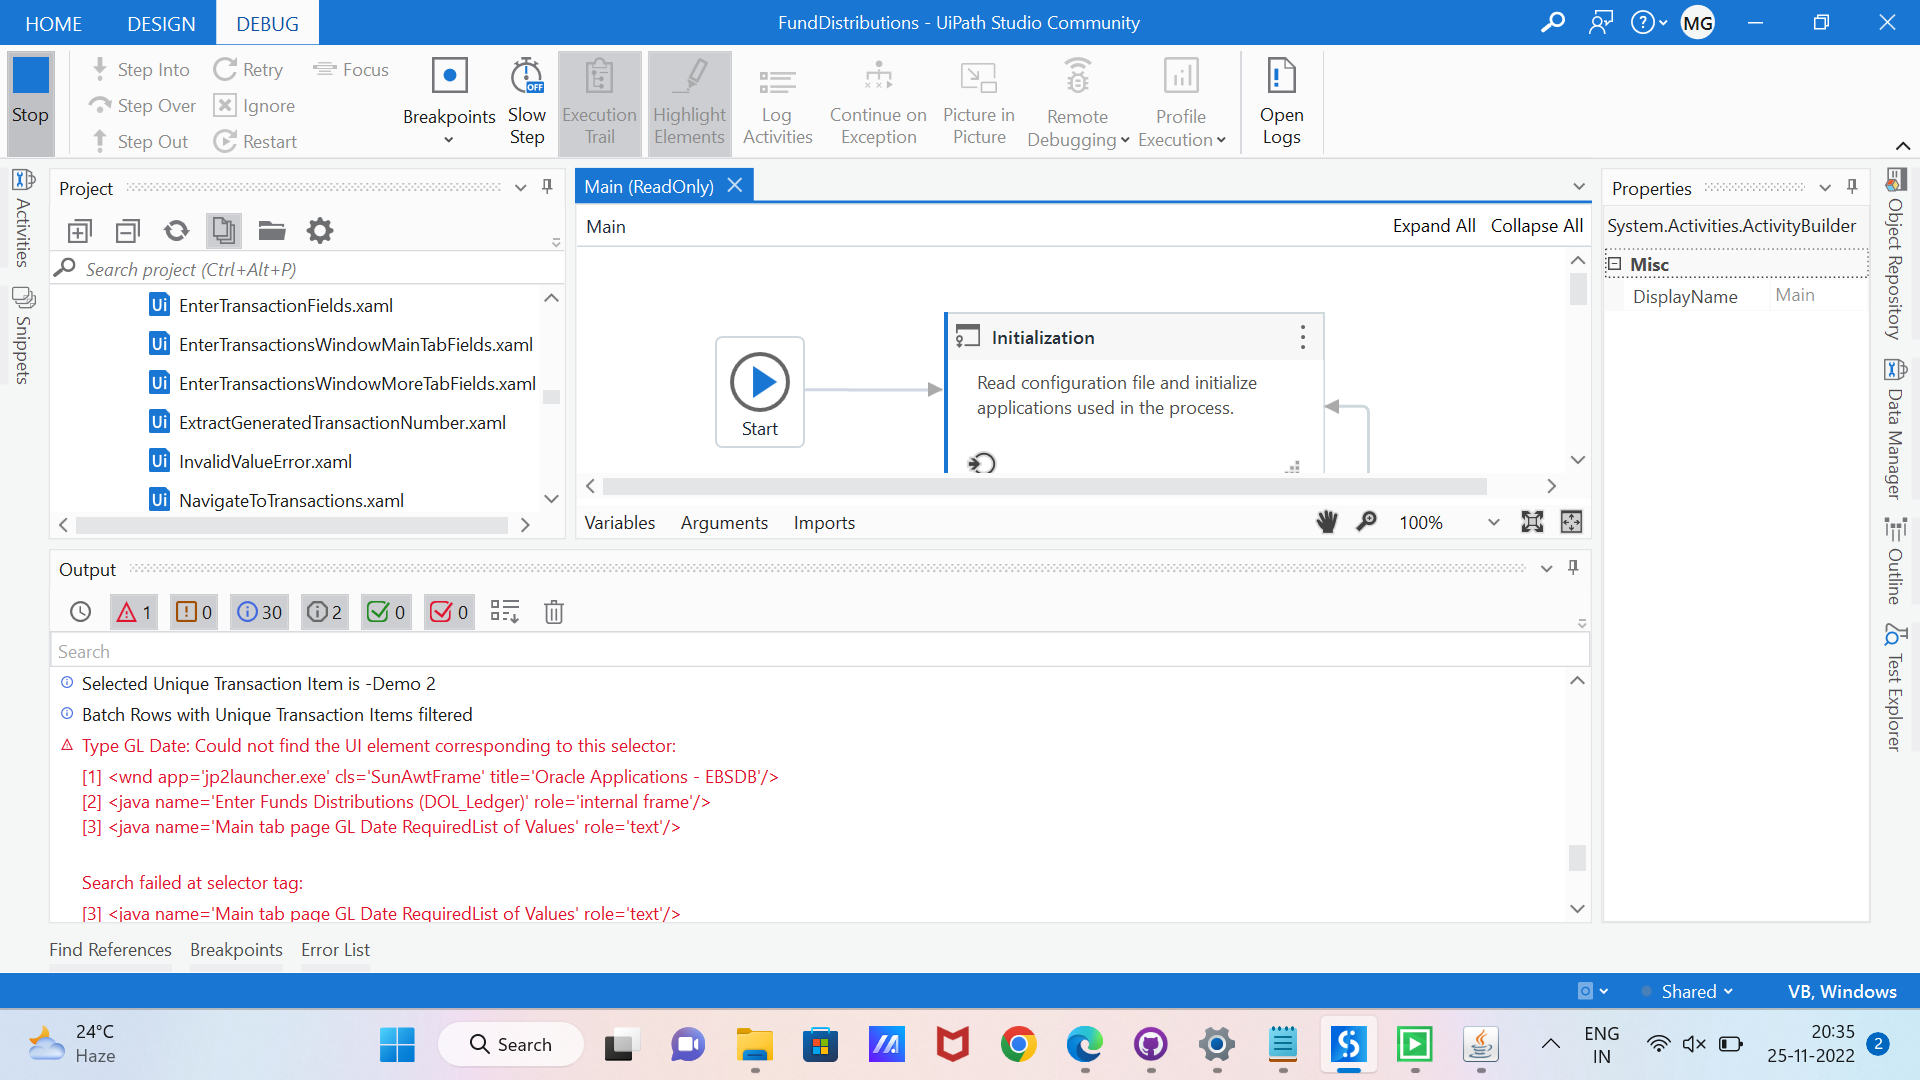 HOME DESIGN DEBUG
FundDistributions - UiPath Studio Community
MG
Stop
Step Into
Step Over
Step Out
Retry
Ignore
Restart
Focus
Breakpoints
Slow Step
OFF
Execution Trail
Highlight Elements
Log Activities
Continue on Exception
Picture in Picture
Remote Debugging
Profile Execution
Open Logs
Activities
Snippets
Project
Search project (Ctrl+Alt+P)
Ui EnterTransactionFields.xaml
Ui EnterTransactionsWindowMainTabFields.xaml
Ui EnterTransactionsWindowMoreTabFields.xaml
Ui ExtractGeneratedTransactionNumber.xaml
Ui InvalidValueError.xaml
Ui NavigateToTransactions.xaml
Main (ReadOnly)
Main
Expand All Collapse All
Start
Initialization
Read configuration file and initialize
applications used in the process.
Variables Arguments Imports
100%
Properties
System.Activities.ActivityBuilder
Misc
DisplayName Main
Object Repository
Data Manager
Outline
Test Explorer
Output
1 0 30 2 0 0
Search
Selected Unique Transaction Item is -Demo 2
Batch Rows with Unique Transaction Items filtered
Type GL Date: Could not find the UI element corresponding to this selector:
[1] <wnd app='jp2launcher.exe' cls='SunAwtFrame' title='Oracle Applications - EBSDB'/>
[2] <java name='Enter Funds Distributions (DOL_Ledger)' role='internal frame'/>
[3] <java name='Main tab page GL Date RequiredList of Values' role='text'/>
Search failed at selector tag:
[3] <java name='Main tab page GL Date RequiredList of Values' role='text'/>
Find References Breakpoints Error List
Shared
VB, Windows
24°C
Haze
Search
ENG
IN
20:35
25-11-2022
2